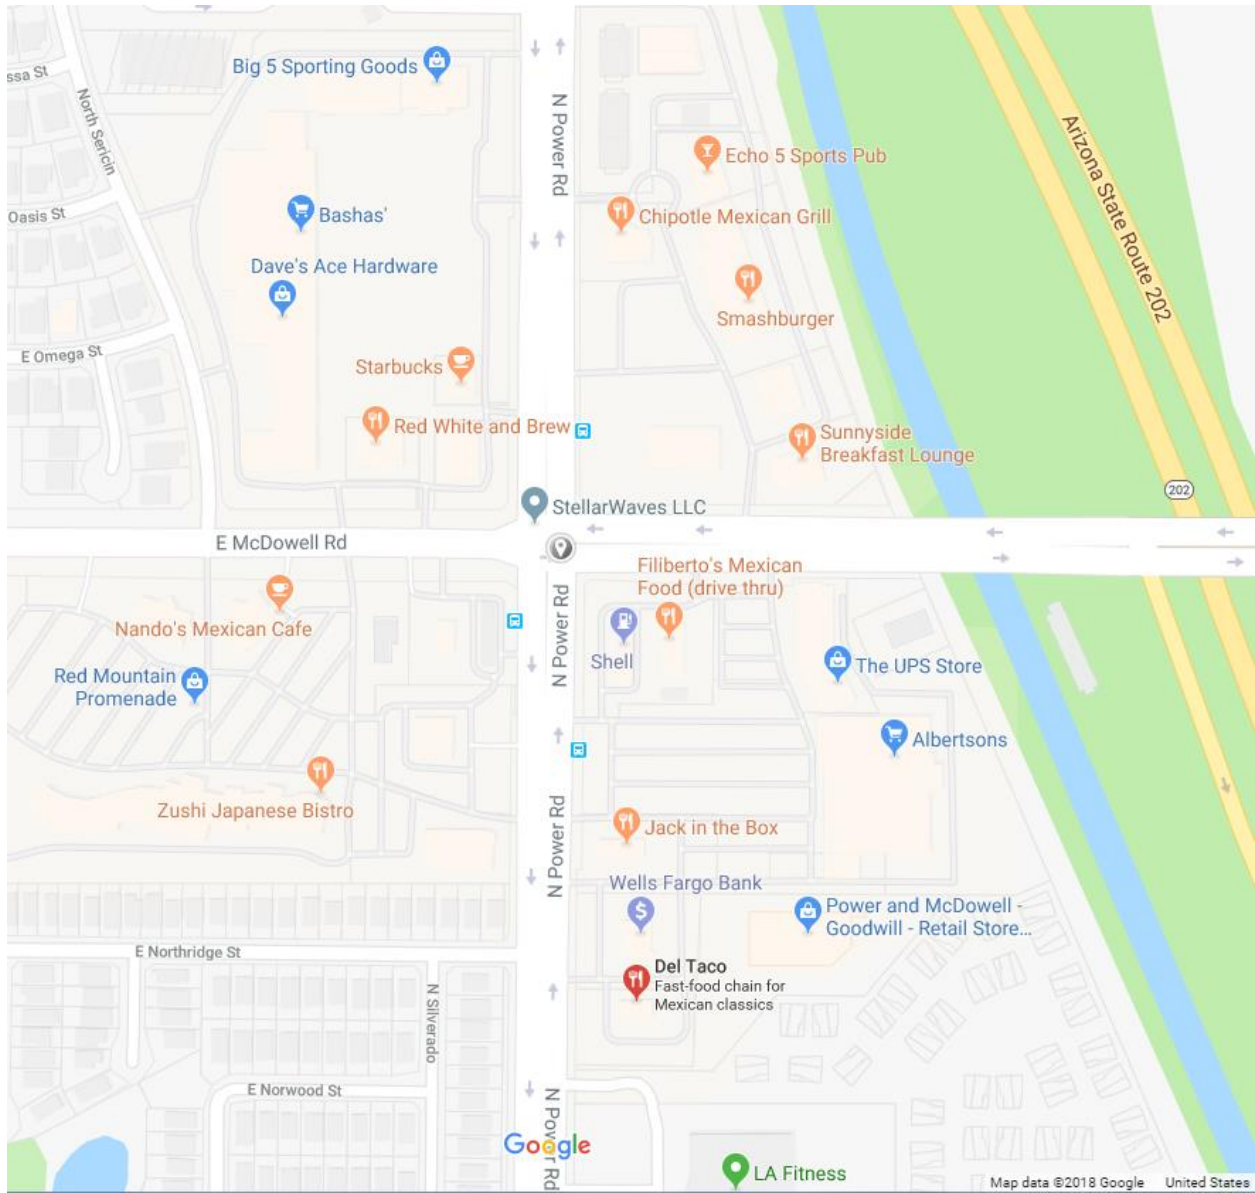 Big 5 Sporting Goods
ssa St
North Sericin
N Power Rd
Echo 5 Sports Pub
Arizona State Route 202
Oasis St
Bashas'
Chipotle Mexican Grill
Dave's Ace Hardware
Smashburger
E Omega St
Starbucks
Red White and Brew
Sunnyside
Breakfast Lounge
202
StellarWaves LLC
E McDowell Rd
Filiberto's Mexican
Food (drive thru)
N Power Rd
Nando's Mexican Cafe
Shell
The UPS Store
Red Mountain
Promenade
Albertsons
Zushi Japanese Bistro
Jack in the Box
N Power Rd
Wells Fargo Bank
Power and McDowell -
Goodwill - Retail Store...
E Northridge St
Del Taco
Fast-food chain for
Mexican classics
N Silverado
E Norwood St
N Power Rd
Google
LA Fitness
Map data ©2018 Google United States